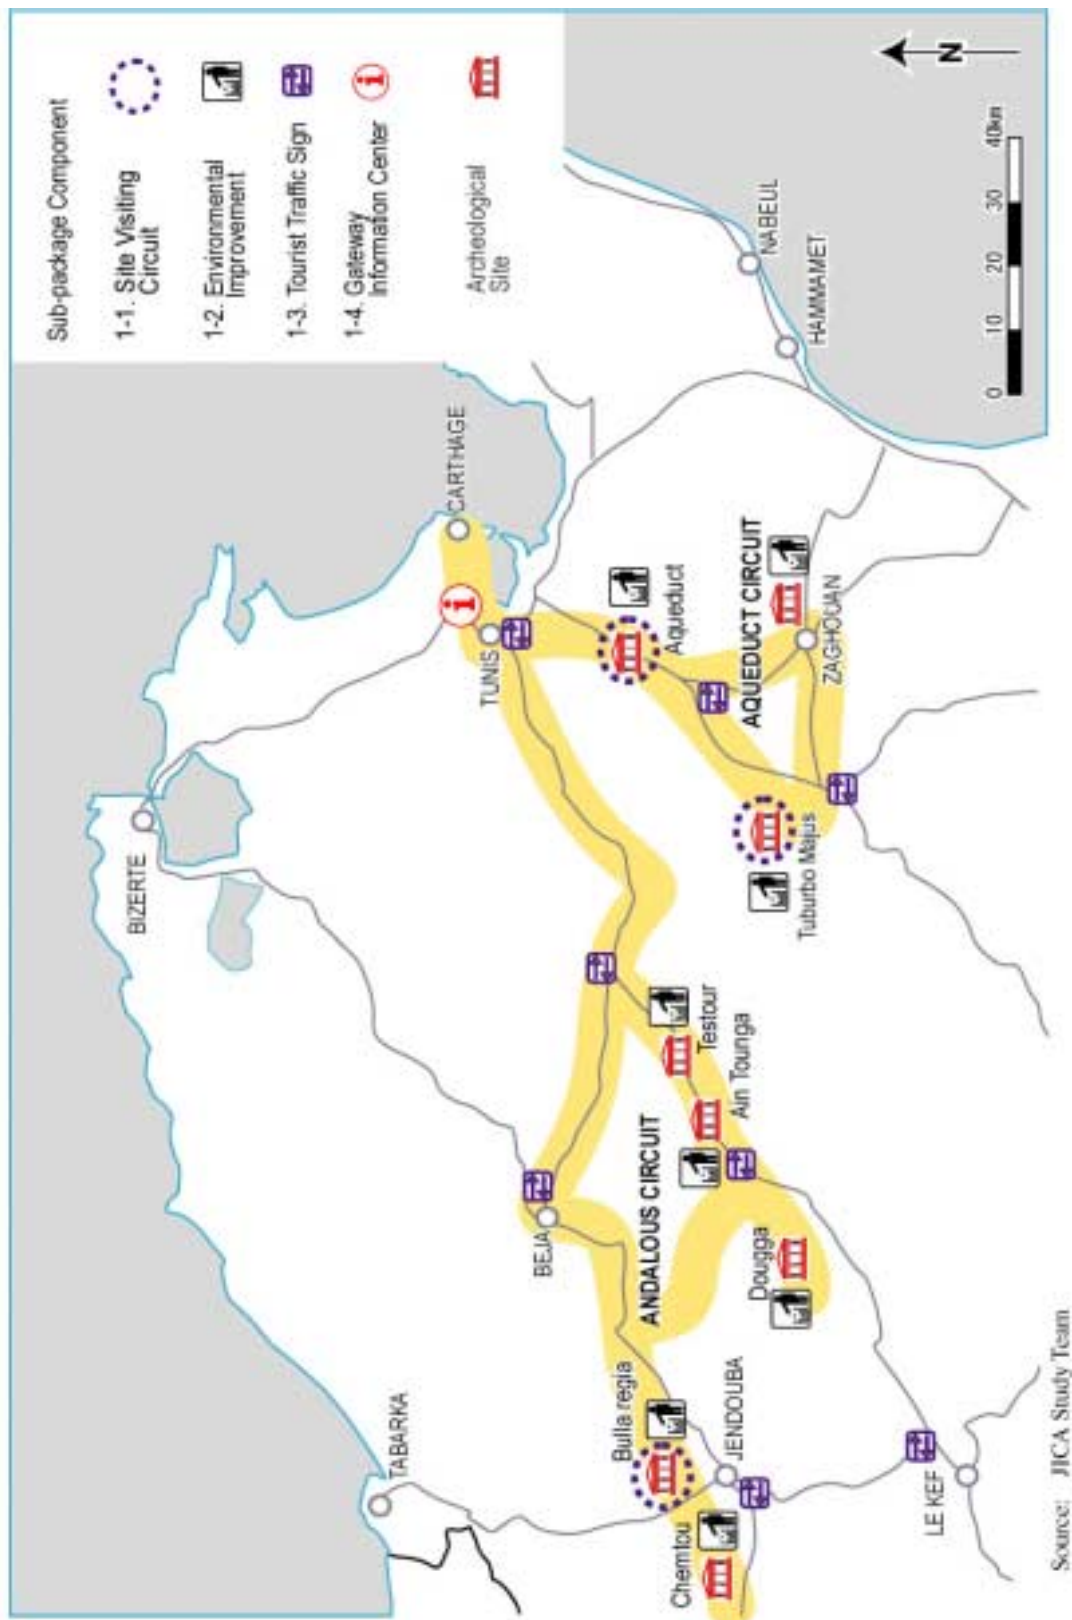 Sub-package Component
1-1. Site Visiting
Circuit
1-2. Environmental
Improvement
1-3. Tourist Traffic Sign
1-4. Gateway
Information Center
i
Archeological
Site
N
0 10 20 30 40km
BIZERTE
TABARKA
CARTHAGE
i
TUNIS
NABEUL
HAMMAMET
BEJA
Aqueduct
AQUEDUCT CIRCUIT
ZAGHOUAN
Tuburbo Majus
Testour
Ain Tounga
ANDALOUS CIRCUIT
Dougga
Bulla regia
JENDOUBA
Chemtou
LE KEF
Source: JICA Study Team